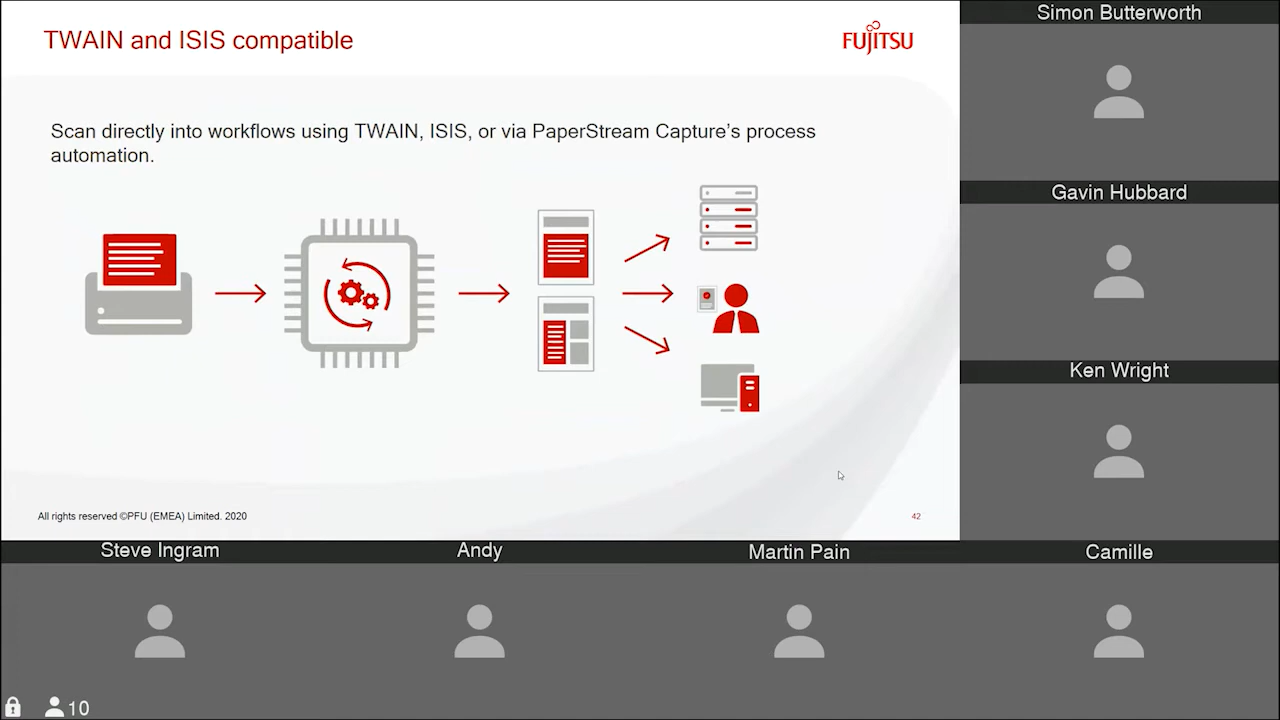 TWAIN and ISIS compatible
FUJITSU
Scan directly into workflows using TWAIN, ISIS, or via PaperStream Capture's process
automation.
All rights reserved ©PFU (EMEA) Limited. 2020
42
Simon Butterworth
Gavin Hubbard
Ken Wright
Steve Ingram
Andy
Martin Pain
Camille
10